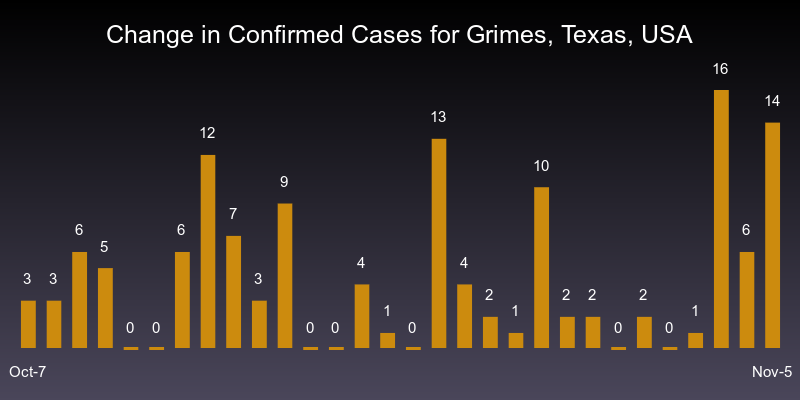 Change in Confirmed Cases for Grimes, Texas, USA
3 3 6 5 0 0 6 12 7 3 9 0 0 4 1 0 13 4 2 1 10 2 2 0 2 0 1 16 6 14
Oct-7 Nov-5